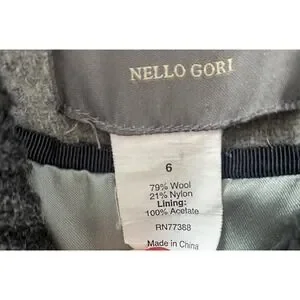 NELLO GORI
6
79% Wool
21% Nylon
Lining:
100% Acetate
RN77388
Made in China